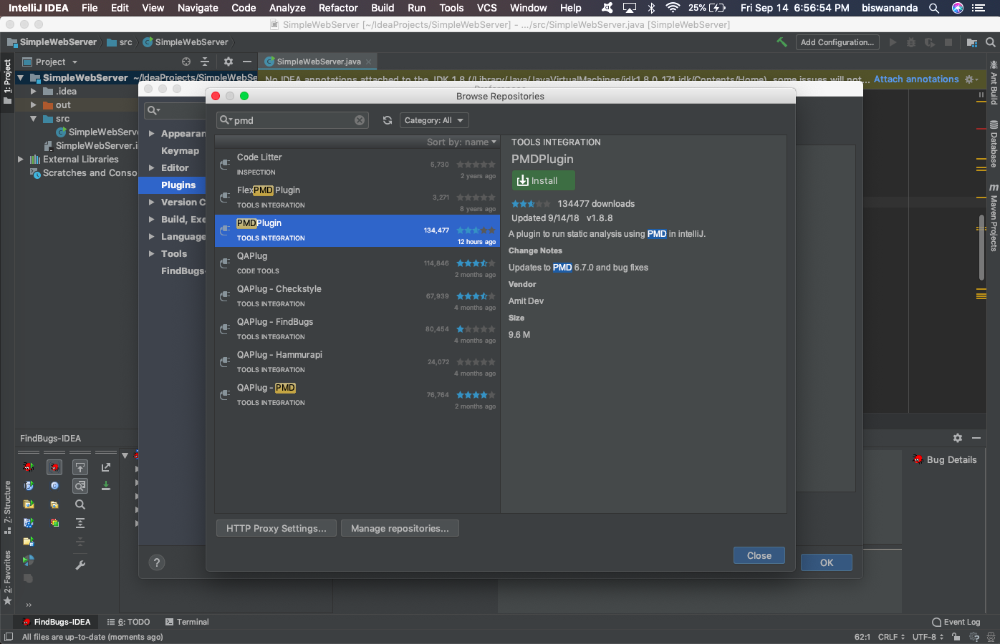 IntelliJ IDEA File Edit View Navigate Code Analyze Refactor Build Run Tools VCS Window Help 25% Fri Sep 14 6:56:54 PM biswananda
SimpleWebServer [~/IdeaProjects/SimpleWebServer] - .../src/SimpleWebServer.java [SimpleWebServer]
SimpleWebServer src SimpleWebServer Add Configuration...
1: Project
Project
SimpleWebServer.java
SimpleWebServer ~/IdeaProjects/SimpleWebSe
No IDEA annotations attached to the JDK 1.8 (/Library/Java/JavaVirtualMachines/jdk1.8.0_171.jdk/Contents/Home), some issues will not... Attach annotations
.idea
out
src
SimpleWebServe
SimpleWebServer.i
External Libraries
Scratches and Conso
Ant Build
Database
Maven Projects
Appearan
Keymap
Editor
Plugins
Version C
Build, Exe
Language
Tools
FindBugs-
Browse Repositories
pmd
Category: All
Sort by: name
Code Litter
5,730
INSPECTION
2 years ago
FlexPMD Plugin
3,271
TOOLS INTEGRATION
8 years ago
PMDPlugin
134,477
TOOLS INTEGRATION
12 hours ago
QAPlug
114,846
CODE TOOLS
2 months ago
QAPlug - Checkstyle
67,939
TOOLS INTEGRATION
4 months ago
QAPlug - FindBugs
80,454
TOOLS INTEGRATION
4 months ago
QAPlug - Hammurapi
24,072
TOOLS INTEGRATION
4 months ago
QAPlug - PMD
76,764
TOOLS INTEGRATION
2 months ago
TOOLS INTEGRATION
PMDPlugin
Install
134477 downloads
Updated 9/14/18 v1.8.8
A plugin to run static analysis using PMD in intelliJ.
Change Notes
Updates to PMD 6.7.0 and bug fixes
Vendor
Amit Dev
Size
9.6 M
HTTP Proxy Settings...
Manage repositories...
Close
?
OK
FindBugs-IDEA
Bug Details
Z: Structure
2: Favorites
FindBugs-IDEA 6: TODO Terminal Event Log
All files are up-to-date (moments ago) 62:1 CRLF UTF-8